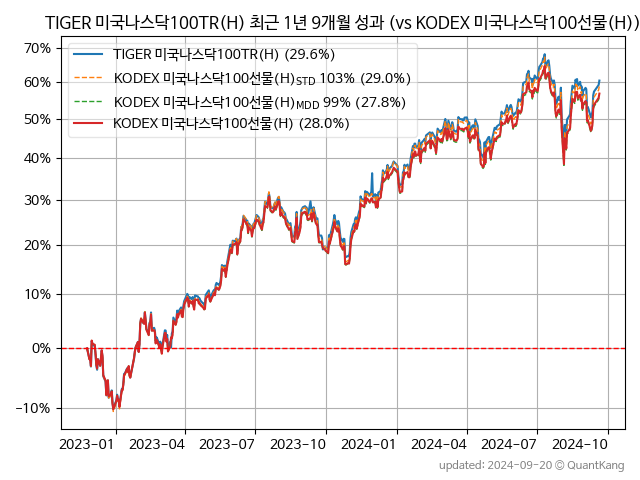 TIGER 미국나스닥100TR(H) 최근 1년 9개월 성과 (vs KODEX 미국나스닥100선물(H))
70%
60%
50%
40%
30%
20%
10%
0%
-10%
TIGER 미국나스닥100TR(H) (29.6%)
KODEX 미국나스닥100선물(H)STD 103% (29.0%)
KODEX 미국나스닥100선물(H)MDD 99% (27.8%)
KODEX 미국나스닥100선물(H) (28.0%)
2023-01 2023-04 2023-07 2023-10 2024-01 2024-04 2024-07 2024-10
updated: 2024-09-20 © QuantKang